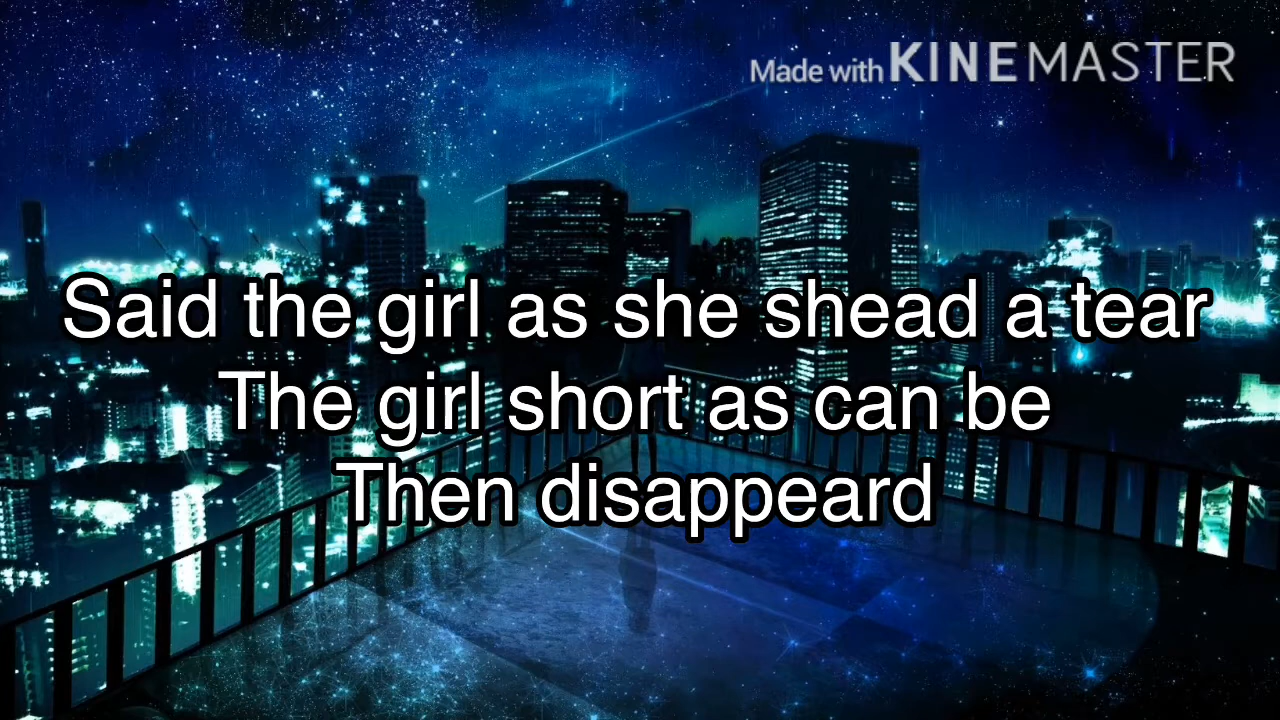 Made with KINEMASTER
Said the girl as she shead a tear
The girl short as can be
Then disappeard